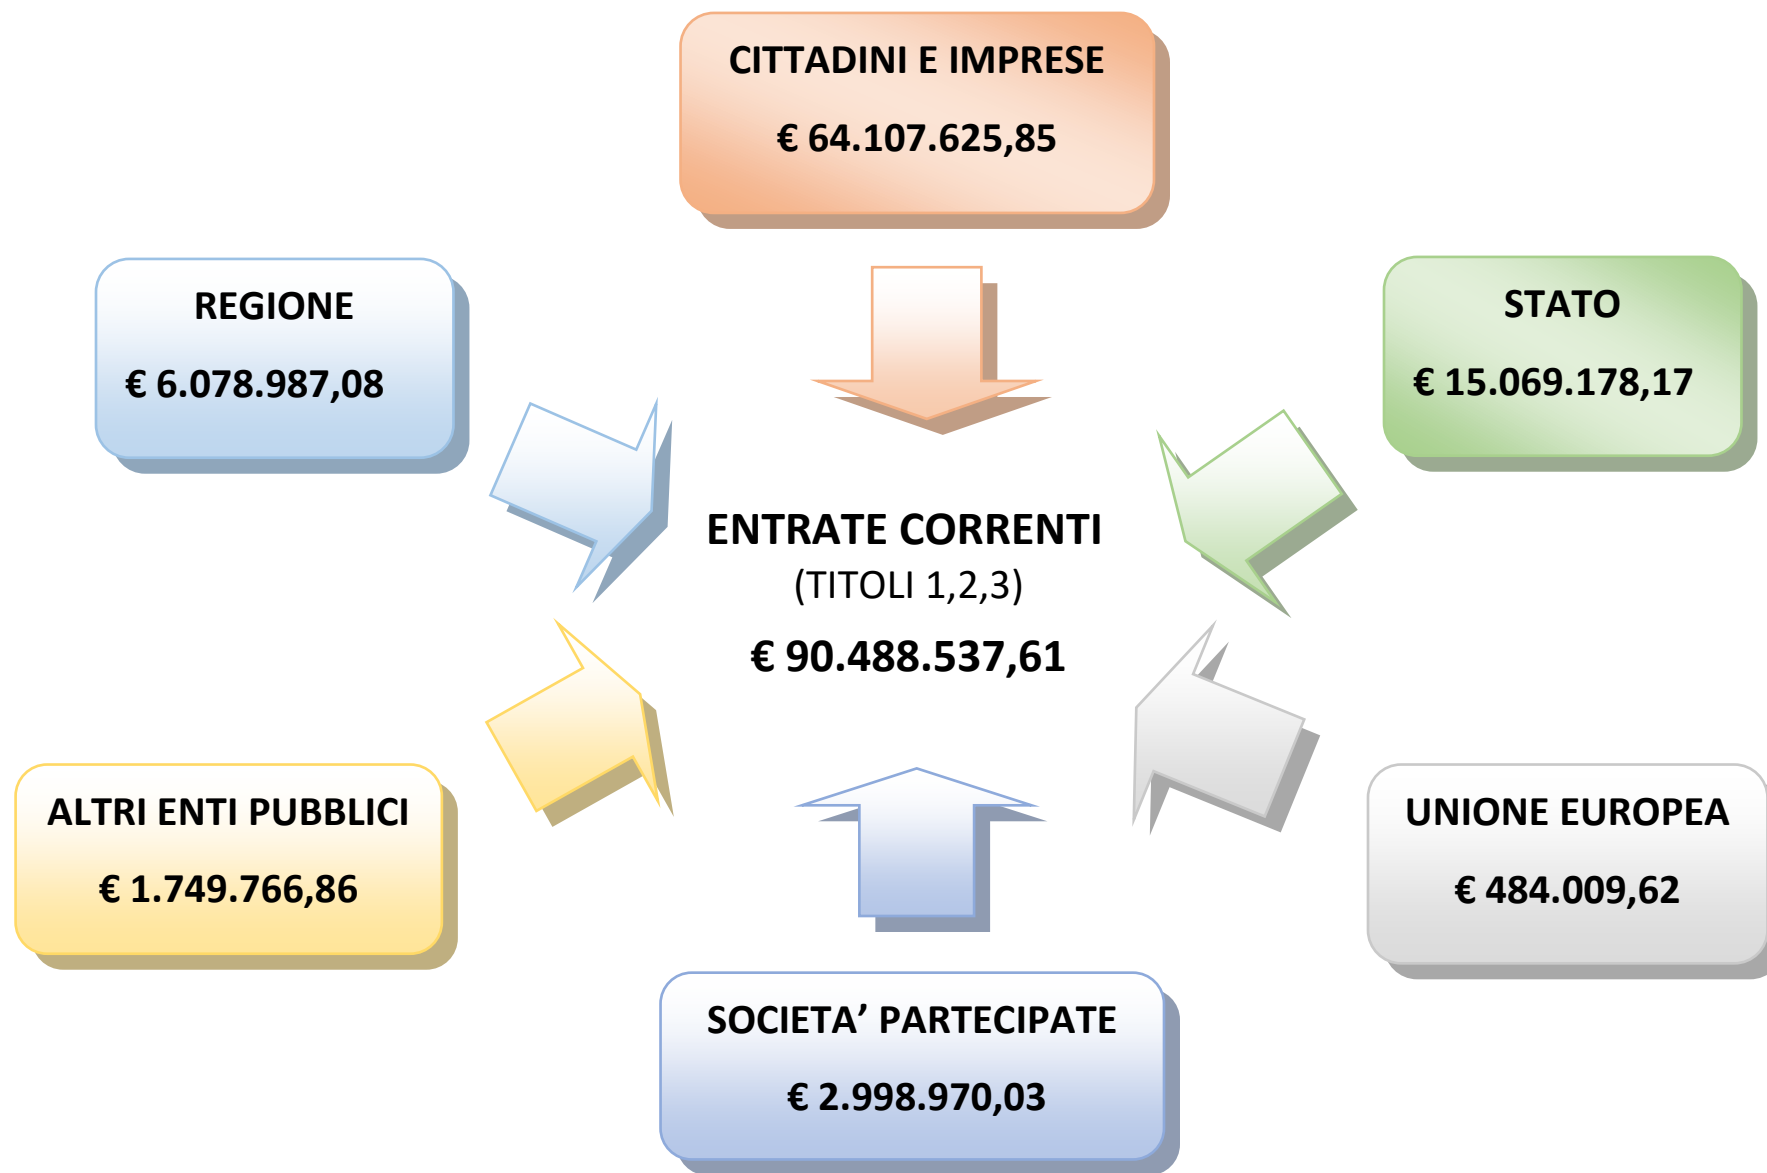 CITTADINI E IMPRESE
€ 64.107.625,85
REGIONE
€ 6.078.987,08
STATO
€ 15.069.178,17
ENTRATE CORRENTI
(TITOLI 1,2,3)
€ 90.488.537,61
ALTRI ENTI PUBBLICI
€ 1.749.766,86
UNIONE EUROPEA
€ 484.009,62
SOCIETA’ PARTECIPATE
€ 2.998.970,03